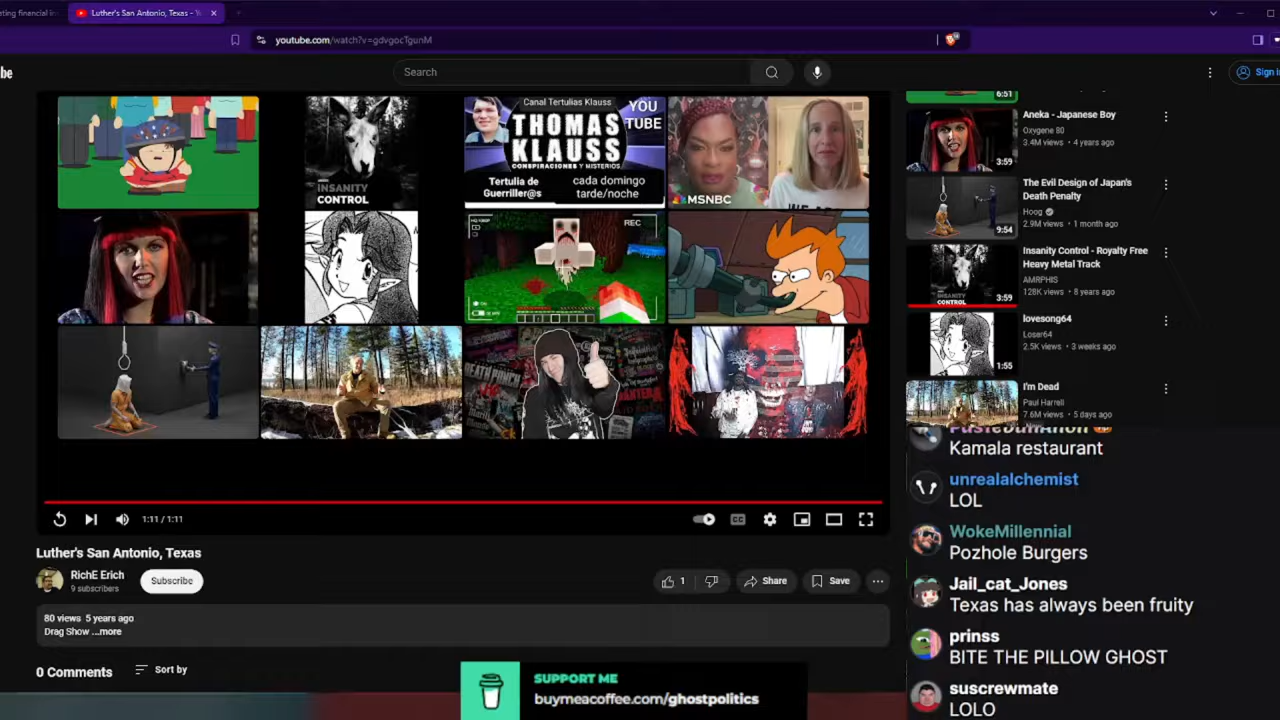 Luther's San Antonio, Texas -
youtube.com/watch?v=gdvgocTgunM
Search
Sign i
Canal Tertulias Klauss
YOU
TUBE
THOMAS
KLAUSS
CONSPIRACIONES Y MISTERIOS
Tertulia de
Guerriller@s
cada domingo
tarde/noche
INSANITY
CONTROL
MSNBC
REC
1:11 / 1:11
CC
Luther's San Antonio, Texas
RichE Erich
9 subscribers
Subscribe
1
Share
Save
80 views 5 years ago
Drag Show ...more
0 Comments
Sort by
SUPPORT ME
buymeacoffee.com/ghostpolitics
6:51
Aneka - Japanese Boy
Oxygene 80
3.4M views • 4 years ago
3:59
The Evil Design of Japan's
Death Penalty
Hoog
2.9M views • 1 month ago
9:54
Insanity Control - Royalty Free
Heavy Metal Track
AMRPHIS
128K views • 8 years ago
INSANITY
CONTROL
3:59
lovesong64
Loser64
2.5K views • 3 weeks ago
1:55
I'm Dead
Paul Harrell
7.6M views • 5 days ago
Kamala restaurant
unrealalchemist
LOL
WokeMillennial
Pozhole Burgers
Jail_cat_Jones
Texas has always been fruity
prinss
BITE THE PILLOW GHOST
suscrewmate
LOLO